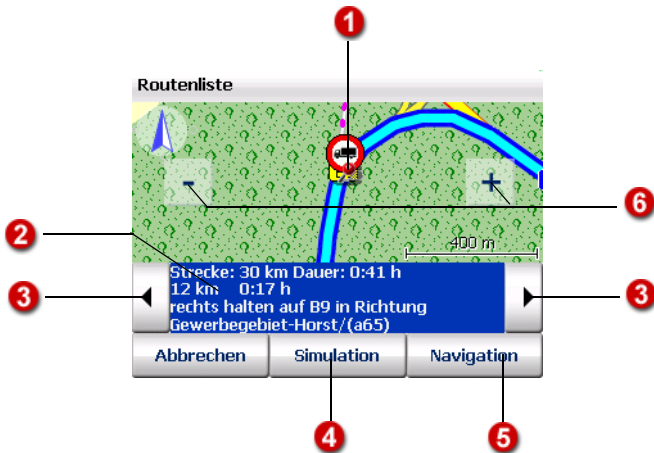 1
Routenliste
- +
6
400 m
2
Strecke: 30 km Dauer: 0:41 h
3 3
12 km 0:17 h
rechts halten auf B9 in Richtung
Gewerbegebiet-Horst/(a65)
Abbrechen Simulation Navigation
4 5